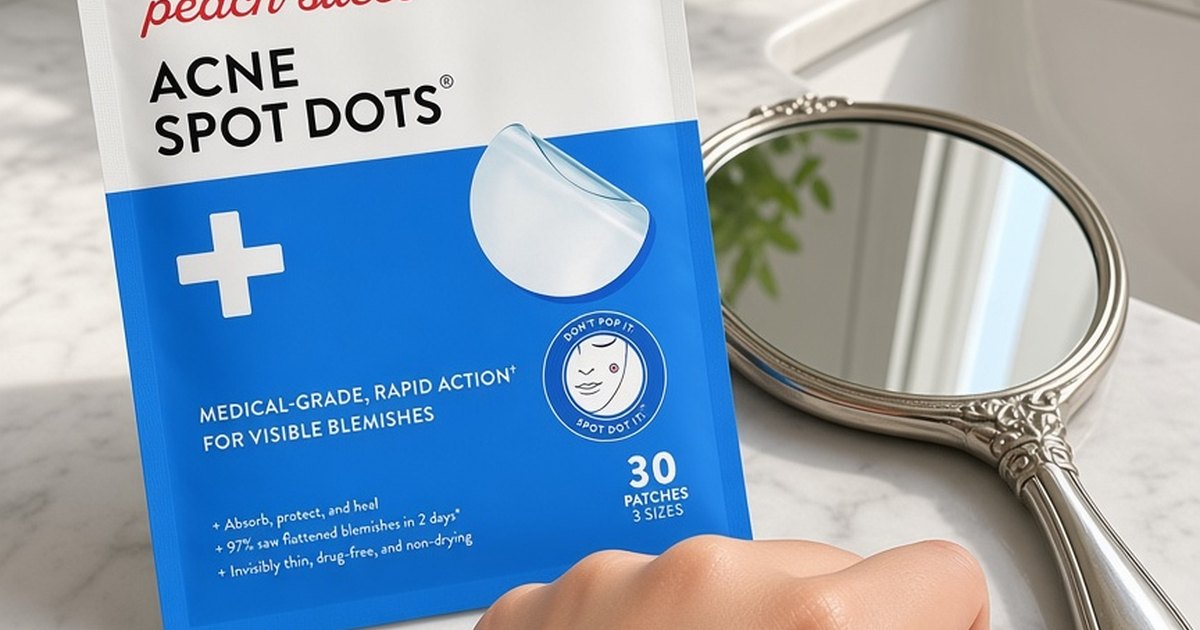 peach
ACNE
SPOT DOTS®
DON'T POP IT.
SPOT DOT IT!™
MEDICAL-GRADE, RAPID ACTION†
FOR VISIBLE BLEMISHES
30
PATCHES
3 SIZES
+ Absorb, protect, and heal
+ 97% saw flattened blemishes in 2 days*
+ Invisibly thin, drug-free, and non-drying